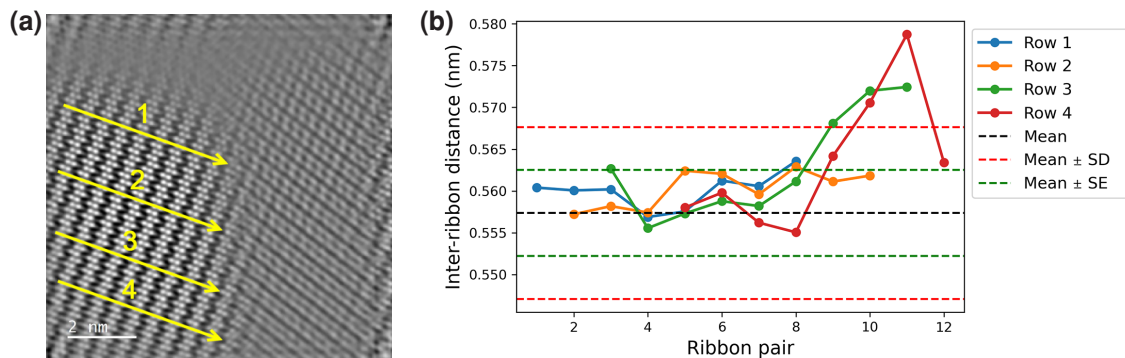 (a)
1
2
3
4
2 nm
(b)
Inter-ribbon distance (nm)
0.580
0.575
0.570
0.565
0.560
0.555
0.550
2
4
6
8
10
12
Ribbon pair
Row 1
Row 2
Row 3
Row 4
Mean
Mean ± SD
Mean ± SE